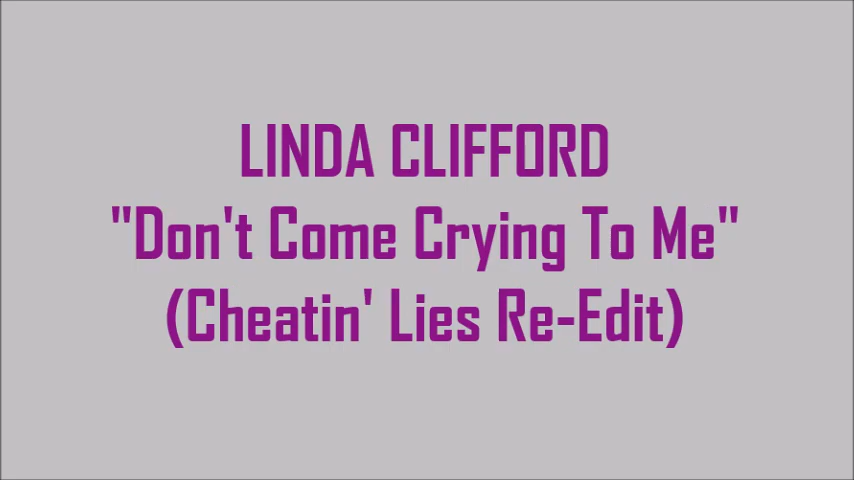 LINDA CLIFFORD
"Don't Come Crying To Me"
(Cheatin' Lies Re-Edit)